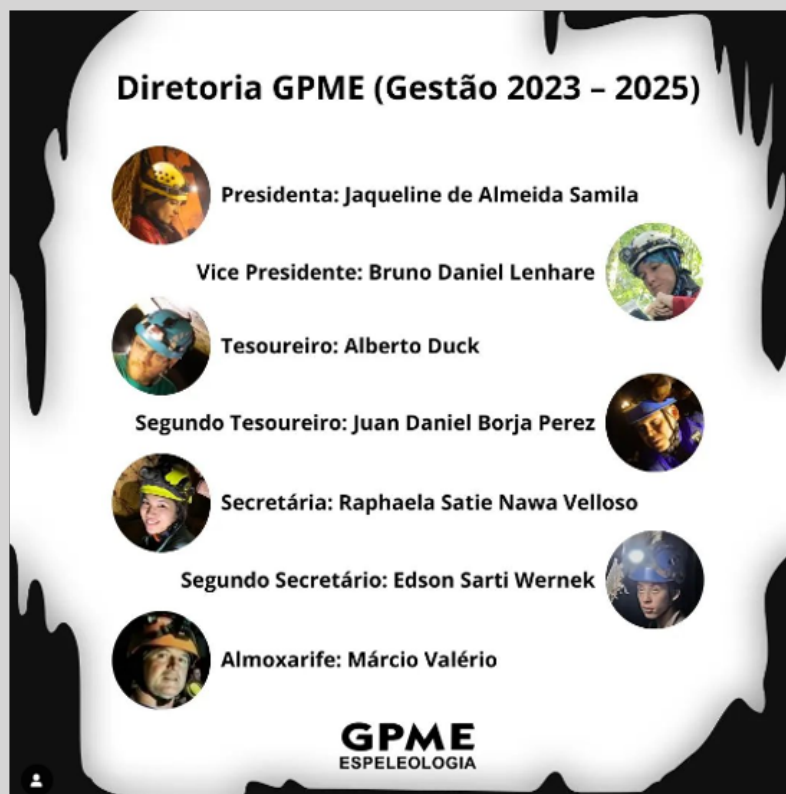 Diretoria GPME (Gestão 2023 – 2025)
Presidenta: Jaqueline de Almeida Samila
Vice Presidente: Bruno Daniel Lenhare
Tesoureiro: Alberto Duck
Segundo Tesoureiro: Juan Daniel Borja Perez
Secretária: Raphaela Satie Nawa Velloso
Segundo Secretário: Edson Sarti Wernek
Almoxarife: Márcio Valério
GPME
ESPELEOLOGIA